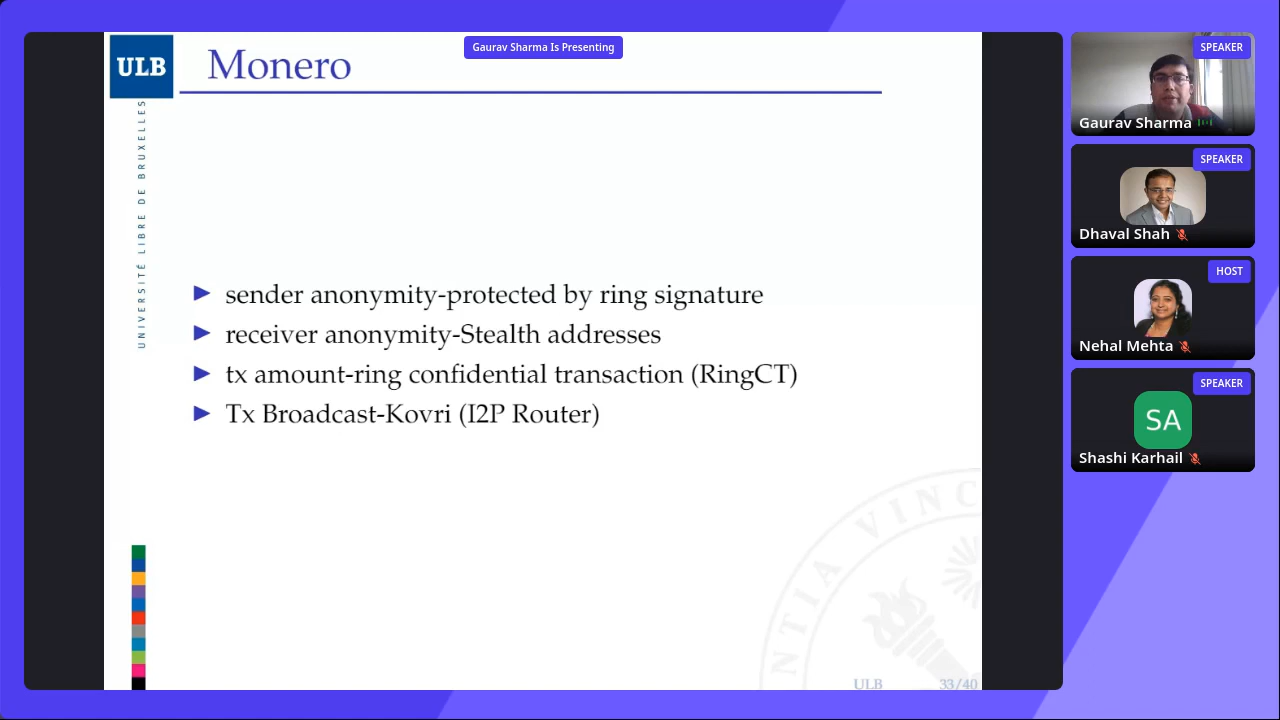 Gaurav Sharma Is Presenting
ULB
Monero
UNIVERSITÉ LIBRE DE BRUXELLES
sender anonymity-protected by ring signature
receiver anonymity-Stealth addresses
tx amount-ring confidential transaction (RingCT)
Tx Broadcast-Kovri (I2P Router)
NTIA VINC
ULB 33/40
SPEAKER
Gaurav Sharma
SPEAKER
Dhaval Shah
HOST
Nehal Mehta
SPEAKER
SA
Shashi Karhail